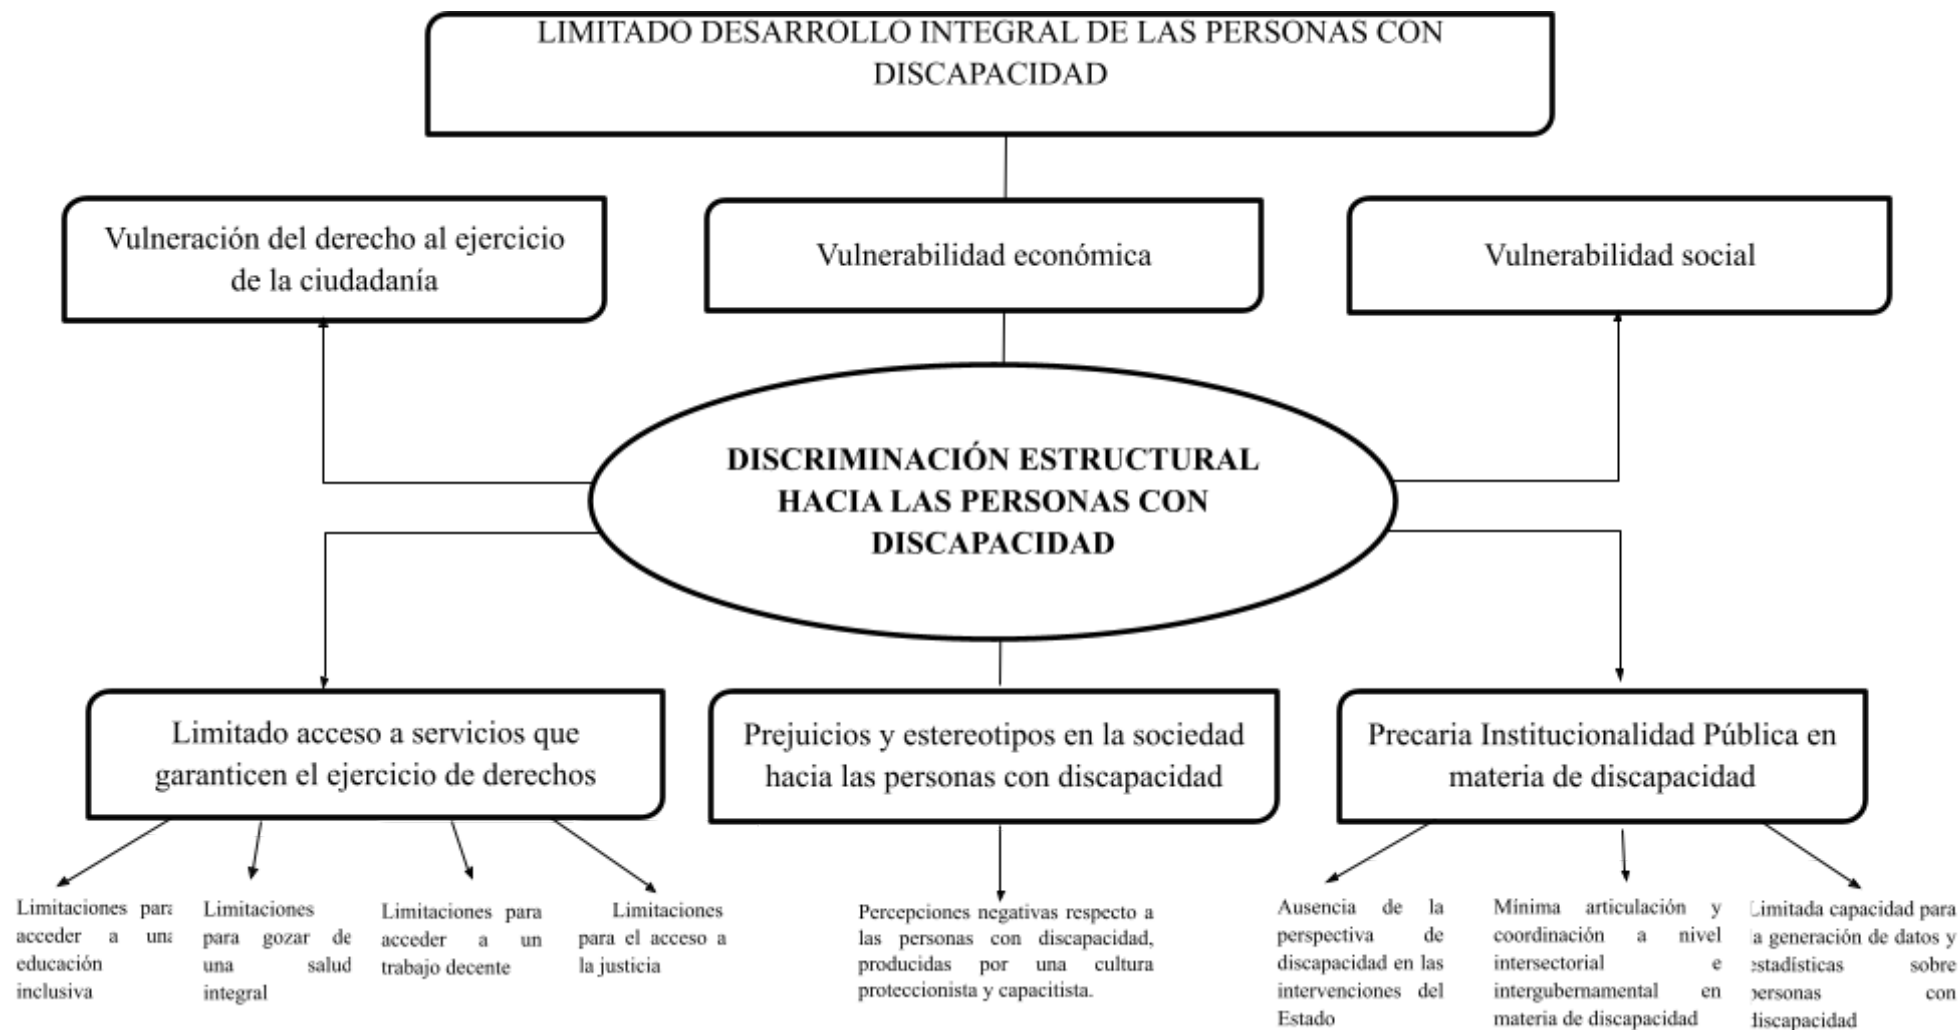 LIMITADO DESARROLLO INTEGRAL DE LAS PERSONAS CON
DISCAPACIDAD
Vulneración del derecho al ejercicio
de la ciudadanía
Vulnerabilidad económica
Vulnerabilidad social
DISCRIMINACIÓN ESTRUCTURAL
HACIA LAS PERSONAS CON
DISCAPACIDAD
Limitado acceso a servicios que
garanticen el ejercicio de derechos
Prejuicios y estereotipos en la sociedad
hacia las personas con discapacidad
Precaria Institucionalidad Pública en
materia de discapacidad
Limitaciones para
acceder a una
educación
inclusiva
Limitaciones
para gozar de
una salud
integral
Limitaciones para
acceder a un
trabajo decente
Limitaciones
para el acceso a
la justicia
Percepciones negativas respecto a
las personas con discapacidad,
producidas por una cultura
proteccionista y capacitista.
Ausencia de la
perspectiva de
discapacidad en las
intervenciones del
Estado
Mínima articulación y
coordinación a nivel
intersectorial e
intergubernamental en
materia de discapacidad
Limitada capacidad para
la generación de datos y
estadísticas sobre
personas con
discapacidad